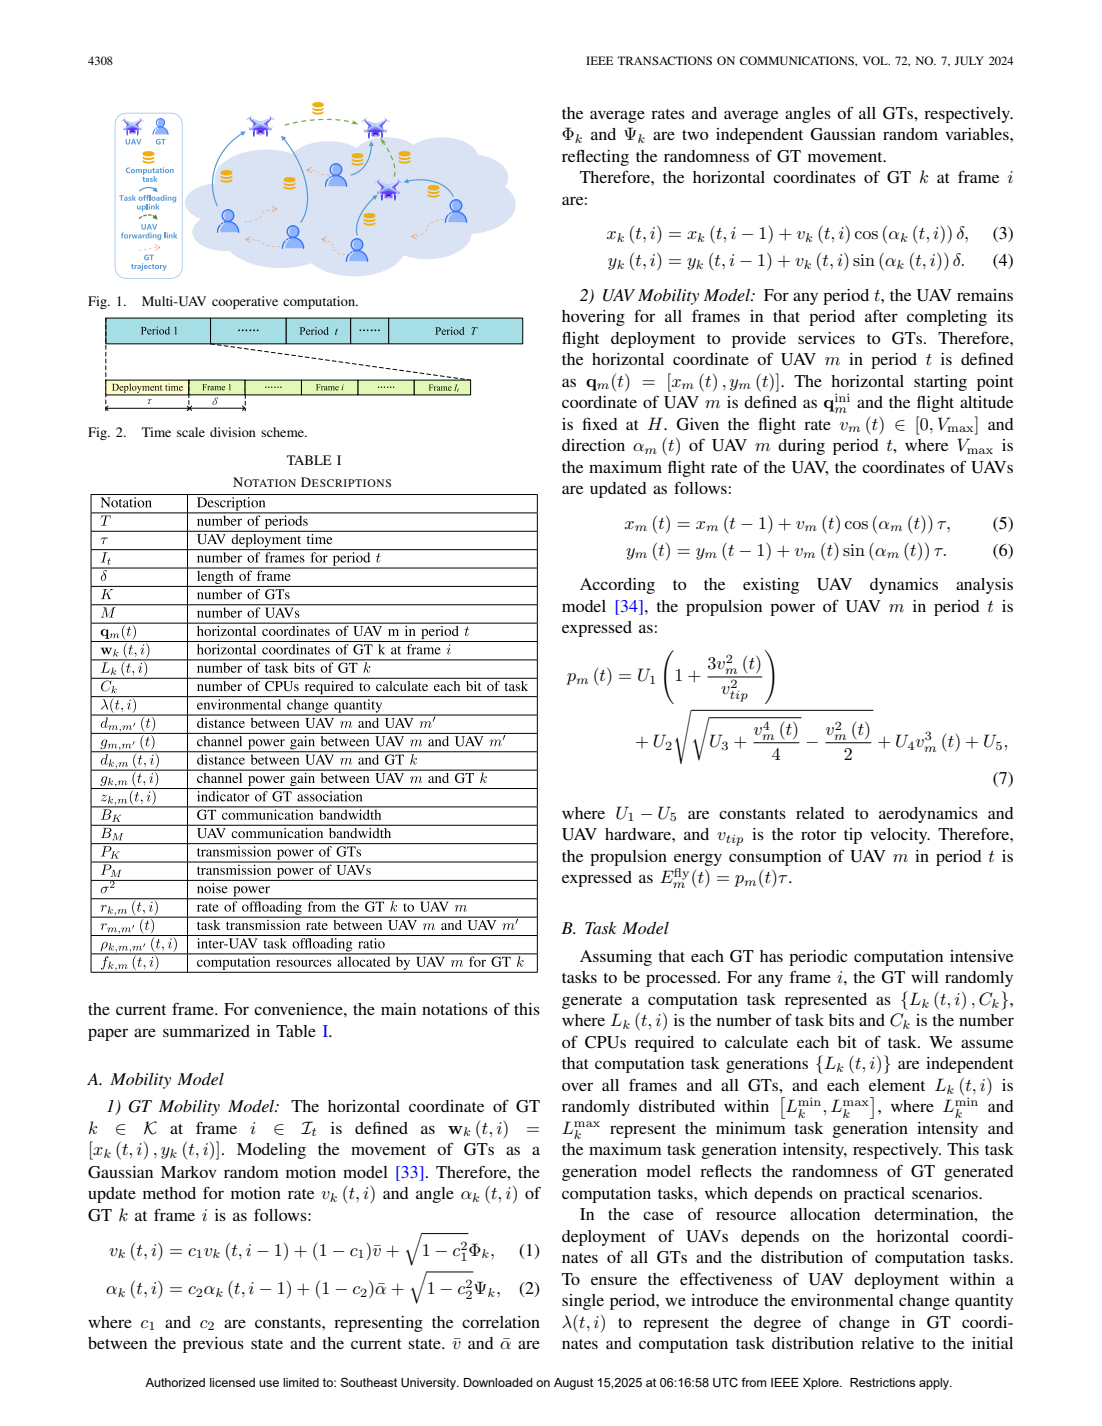 4308
IEEE TRANSACTIONS ON COMMUNICATIONS, VOL. 72, NO. 7, JULY 2024
UAV GT
Computation
task
Task offloading
uplink
UAV
forwarding link
GT
trajectory
Fig. 1. Multi-UAV cooperative computation.
Period 1 ...... Period t ...... Period T
Deployment time Frame 1 ...... Frame i ...... Frame I_t
τ δ
Fig. 2. Time scale division scheme.
TABLE I
NOTATION DESCRIPTIONS
Notation Description
T number of periods
τ UAV deployment time
I_t number of frames for period t
δ length of frame
K number of GTs
M number of UAVs
q_m(t) horizontal coordinates of UAV m in period t
w_k (t, i) horizontal coordinates of GT k at frame i
L_k (t, i) number of task bits of GT k
C_k number of CPUs required to calculate each bit of task
λ(t, i) environmental change quantity
d_{m,m′} (t) distance between UAV m and UAV m′
g_{m,m′} (t) channel power gain between UAV m and UAV m′
d_{k,m} (t, i) distance between UAV m and GT k
g_{k,m} (t, i) channel power gain between UAV m and GT k
z_{k,m}(t, i) indicator of GT association
B_K GT communication bandwidth
B_M UAV communication bandwidth
P_K transmission power of GTs
P_M transmission power of UAVs
σ² noise power
r_{k,m} (t, i) rate of offloading from the GT k to UAV m
r_{m,m′} (t) task transmission rate between UAV m and UAV m′
ρ_{k,m,m′} (t, i) inter-UAV task offloading ratio
f_{k,m} (t, i) computation resources allocated by UAV m for GT k
the current frame. For convenience, the main notations of this
paper are summarized in Table I.
A. Mobility Model
1) GT Mobility Model: The horizontal coordinate of GT
k ∈ K at frame i ∈ I_t is defined as w_k (t, i) =
[x_k (t, i) , y_k (t, i)]. Modeling the movement of GTs as a
Gaussian Markov random motion model [33]. Therefore, the
update method for motion rate v_k (t, i) and angle α_k (t, i) of
GT k at frame i is as follows:
v_k (t, i) = c_1 v_k (t, i − 1) + (1 − c_1) v̄ + √(1 − c_1²) Φ_k, (1)
α_k (t, i) = c_2 α_k (t, i − 1) + (1 − c_2) ᾱ + √(1 − c_2²) Ψ_k, (2)
where c_1 and c_2 are constants, representing the correlation
between the previous state and the current state. v̄ and ᾱ are
the average rates and average angles of all GTs, respectively.
Φ_k and Ψ_k are two independent Gaussian random variables,
reflecting the randomness of GT movement.
Therefore, the horizontal coordinates of GT k at frame i
are:
x_k (t, i) = x_k (t, i − 1) + v_k (t, i) cos (α_k (t, i)) δ, (3)
y_k (t, i) = y_k (t, i − 1) + v_k (t, i) sin (α_k (t, i)) δ. (4)
2) UAV Mobility Model: For any period t, the UAV remains
hovering for all frames in that period after completing its
flight deployment to provide services to GTs. Therefore,
the horizontal coordinate of UAV m in period t is defined
as q_m(t) = [x_m (t) , y_m (t)]. The horizontal starting point
coordinate of UAV m is defined as q_m^ini and the flight altitude
is fixed at H. Given the flight rate v_m (t) ∈ [0, V_max] and
direction α_m (t) of UAV m during period t, where V_max is
the maximum flight rate of the UAV, the coordinates of UAVs
are updated as follows:
x_m (t) = x_m (t − 1) + v_m (t) cos (α_m (t)) τ, (5)
y_m (t) = y_m (t − 1) + v_m (t) sin (α_m (t)) τ. (6)
According to the existing UAV dynamics analysis
model [34], the propulsion power of UAV m in period t is
expressed as:
p_m (t) = U_1 (1 + 3v_m² (t) / v_tip²)
+ U_2 √(√(U_3 + v_m⁴ (t) / 4) − v_m² (t) / 2) + U_4 v_m³ (t) + U_5,
(7)
where U_1 − U_5 are constants related to aerodynamics and
UAV hardware, and v_tip is the rotor tip velocity. Therefore,
the propulsion energy consumption of UAV m in period t is
expressed as E_m^fly(t) = p_m(t)τ.
B. Task Model
Assuming that each GT has periodic computation intensive
tasks to be processed. For any frame i, the GT will randomly
generate a computation task represented as {L_k (t, i) , C_k},
where L_k (t, i) is the number of task bits and C_k is the number
of CPUs required to calculate each bit of task. We assume
that computation task generations {L_k (t, i)} are independent
over all frames and all GTs, and each element L_k (t, i) is
randomly distributed within [L_k^min, L_k^max], where L_k^min and
L_k^max represent the minimum task generation intensity and
the maximum task generation intensity, respectively. This task
generation model reflects the randomness of GT generated
computation tasks, which depends on practical scenarios.
In the case of resource allocation determination, the
deployment of UAVs depends on the horizontal coordi-
nates of all GTs and the distribution of computation tasks.
To ensure the effectiveness of UAV deployment within a
single period, we introduce the environmental change quantity
λ(t, i) to represent the degree of change in GT coordi-
nates and computation task distribution relative to the initial
Authorized licensed use limited to: Southeast University. Downloaded on August 15,2025 at 06:16:58 UTC from IEEE Xplore. Restrictions apply.